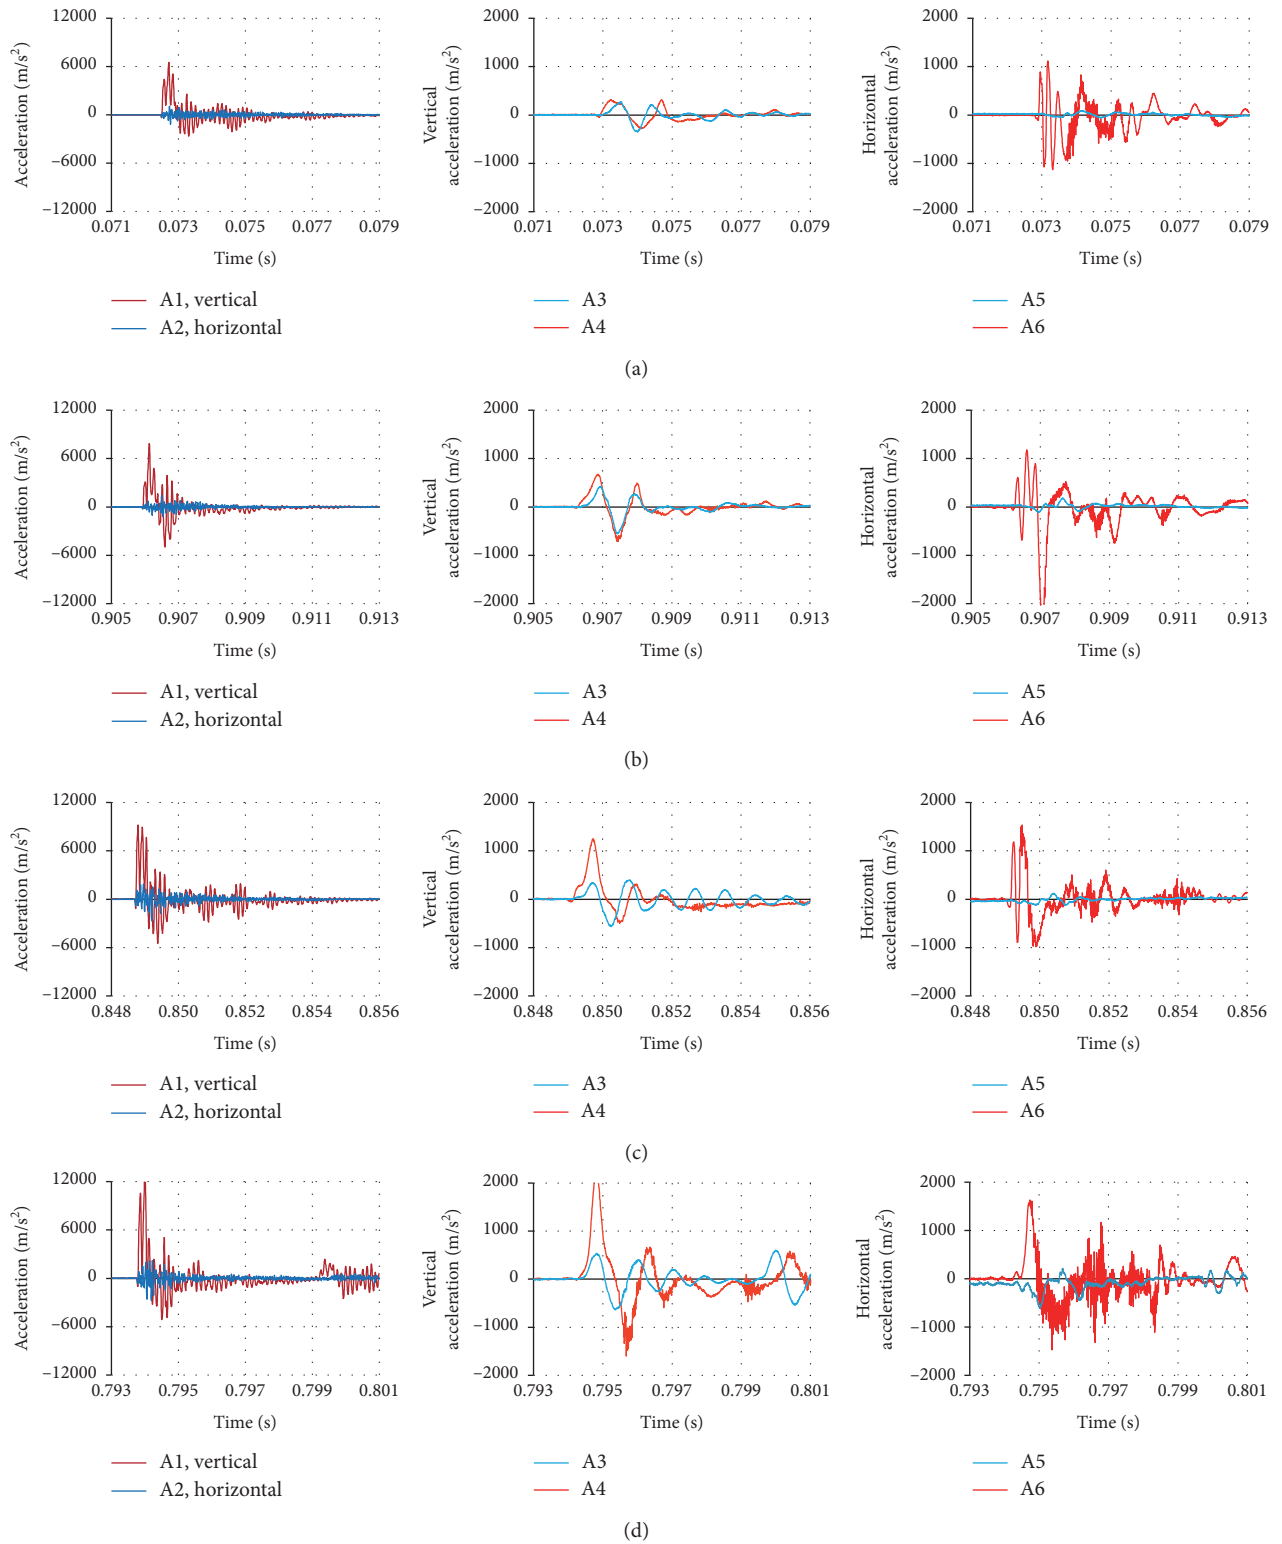 12000
6000
0
−6000
−12000
Acceleration (m/s²)
0.071 0.073 0.075 0.077 0.079
Time (s)
A1, vertical
A2, horizontal
2000
1000
0
−1000
−2000
Vertical
acceleration (m/s²)
0.071 0.073 0.075 0.077 0.079
Time (s)
A3
A4
2000
1000
0
−1000
−2000
Horizontal
acceleration (m/s²)
0.071 0.073 0.075 0.077 0.079
Time (s)
A5
A6
(a)
12000
6000
0
−6000
−12000
Acceleration (m/s²)
0.905 0.907 0.909 0.911 0.913
Time (s)
A1, vertical
A2, horizontal
2000
1000
0
−1000
−2000
Vertical
acceleration (m/s²)
0.905 0.907 0.909 0.911 0.913
Time (s)
A3
A4
2000
1000
0
−1000
−2000
Horizontal
acceleration (m/s²)
0.905 0.907 0.909 0.911 0.913
Time (s)
A5
A6
(b)
12000
6000
0
−6000
−12000
Acceleration (m/s²)
0.848 0.850 0.852 0.854 0.856
Time (s)
A1, vertical
A2, horizontal
2000
1000
0
−1000
−2000
Vertical
acceleration (m/s²)
0.848 0.850 0.852 0.854 0.856
Time (s)
A3
A4
2000
1000
0
−1000
−2000
Horizontal
acceleration (m/s²)
0.848 0.850 0.852 0.854 0.856
Time (s)
A5
A6
(c)
12000
6000
0
−6000
−12000
Acceleration (m/s²)
0.793 0.795 0.797 0.799 0.801
Time (s)
A1, vertical
A2, horizontal
2000
1000
0
−1000
−2000
Vertical
acceleration (m/s²)
0.793 0.795 0.797 0.799 0.801
Time (s)
A3
A4
2000
1000
0
−1000
−2000
Horizontal
acceleration (m/s²)
0.793 0.795 0.797 0.799 0.801
Time (s)
A5
A6
(d)